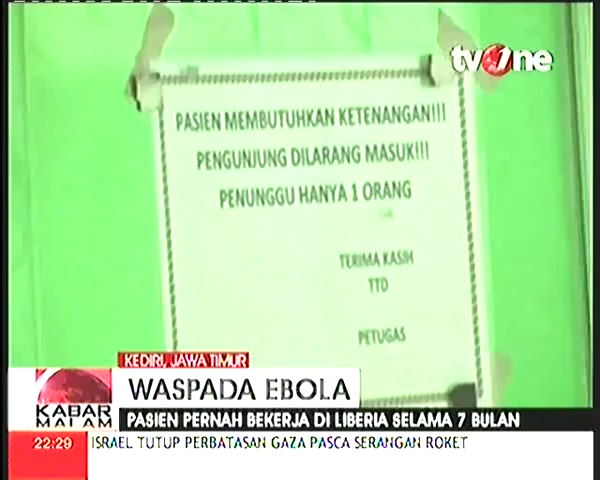 tvOne
PASIEN MEMBUTUHKAN KETENANGAN!!!
PENGUNJUNG DILARANG MASUK!!!
PENUNGGU HANYA 1 ORANG
TERIMA KASIH
TTD
PETUGAS
KEDIRI, JAWA TIMUR
WASPADA EBOLA
KABAR
MALAM
PASIEN PERNAH BEKERJA DI LIBERIA SELAMA 7 BULAN
22:29
ISRAEL TUTUP PERBATASAN GAZA PASCA SERANGAN ROKET